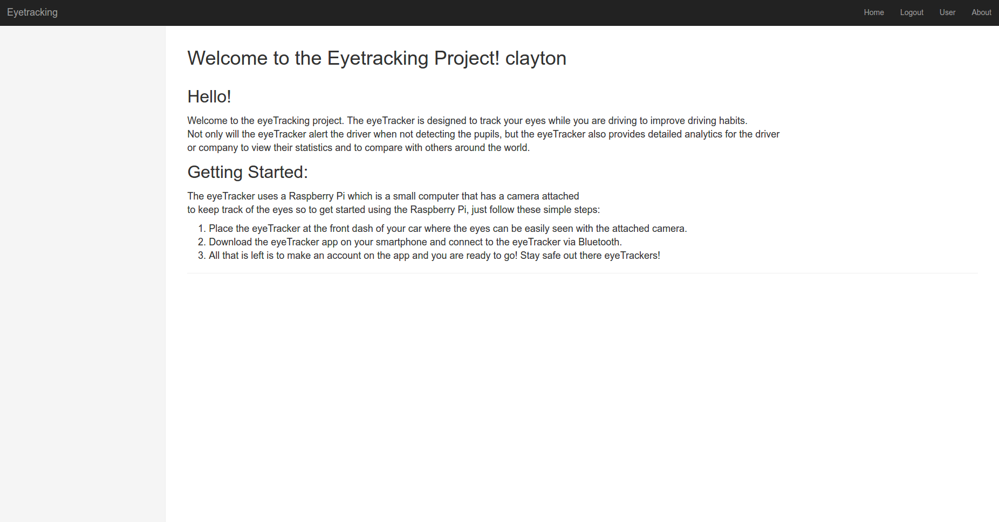 Eyetracking
Home Logout User About
Welcome to the Eyetracking Project! clayton
Hello!
Welcome to the eyeTracking project. The eyeTracker is designed to track your eyes while you are driving to improve driving habits.
Not only will the eyeTracker alert the driver when not detecting the pupils, but the eyeTracker also provides detailed analytics for the driver
or company to view their statistics and to compare with others around the world.
Getting Started:
The eyeTracker uses a Raspberry Pi which is a small computer that has a camera attached
to keep track of the eyes so to get started using the Raspberry Pi, just follow these simple steps:
1. Place the eyeTracker at the front dash of your car where the eyes can be easily seen with the attached camera.
2. Download the eyeTracker app on your smartphone and connect to the eyeTracker via Bluetooth.
3. All that is left is to make an account on the app and you are ready to go! Stay safe out there eyeTrackers!